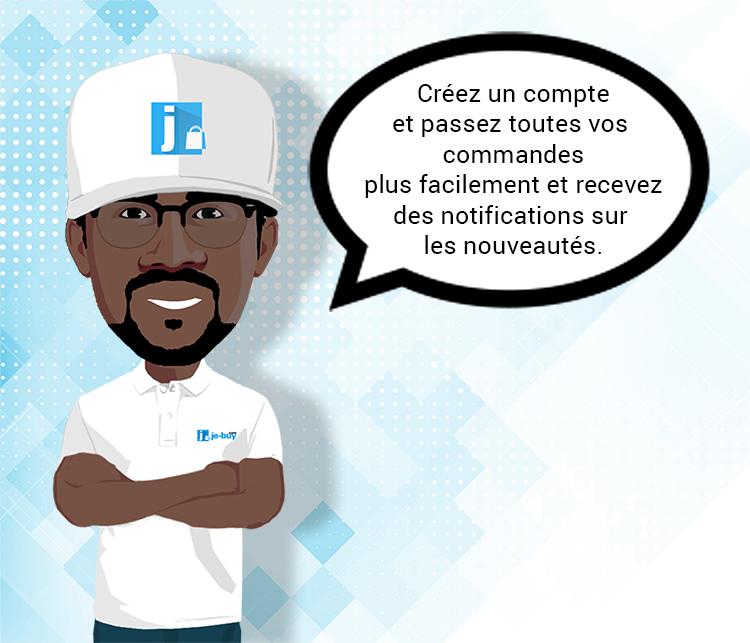 j
Créez un compte
et passez toutes vos
commandes
plus facilement et recevez
des notifications sur
les nouveautés.
j je-buy